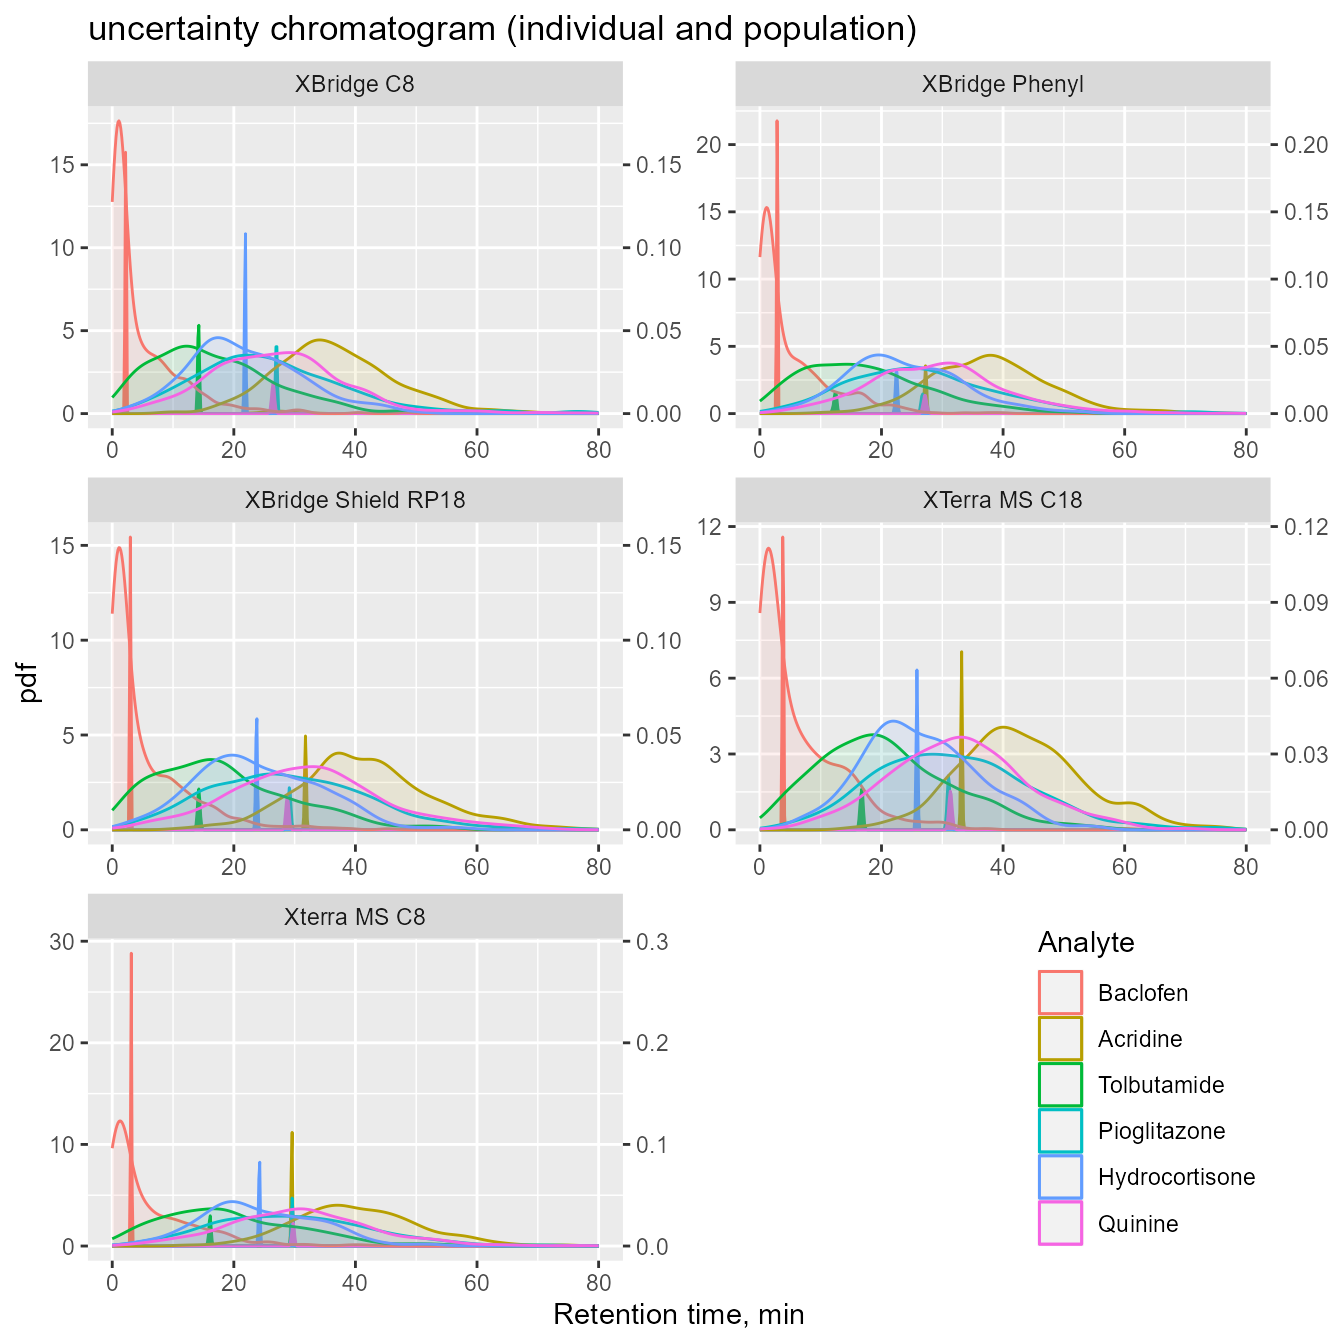 uncertainty chromatogram (individual and population)
XBridge C8
15
10
5
0
0.15
0.10
0.05
0.00
0 20 40 60 80
XBridge Phenyl
20
15
10
5
0
0.20
0.15
0.10
0.05
0.00
0 20 40 60 80
pdf
XBridge Shield RP18
15
10
5
0
0.15
0.10
0.05
0.00
0 20 40 60 80
XTerra MS C18
12
9
6
3
0
0.12
0.09
0.06
0.03
0.00
0 20 40 60 80
Xterra MS C8
30
20
10
0
0.3
0.2
0.1
0.0
0 20 40 60 80
Retention time, min
Analyte
Baclofen
Acridine
Tolbutamide
Pioglitazone
Hydrocortisone
Quinine